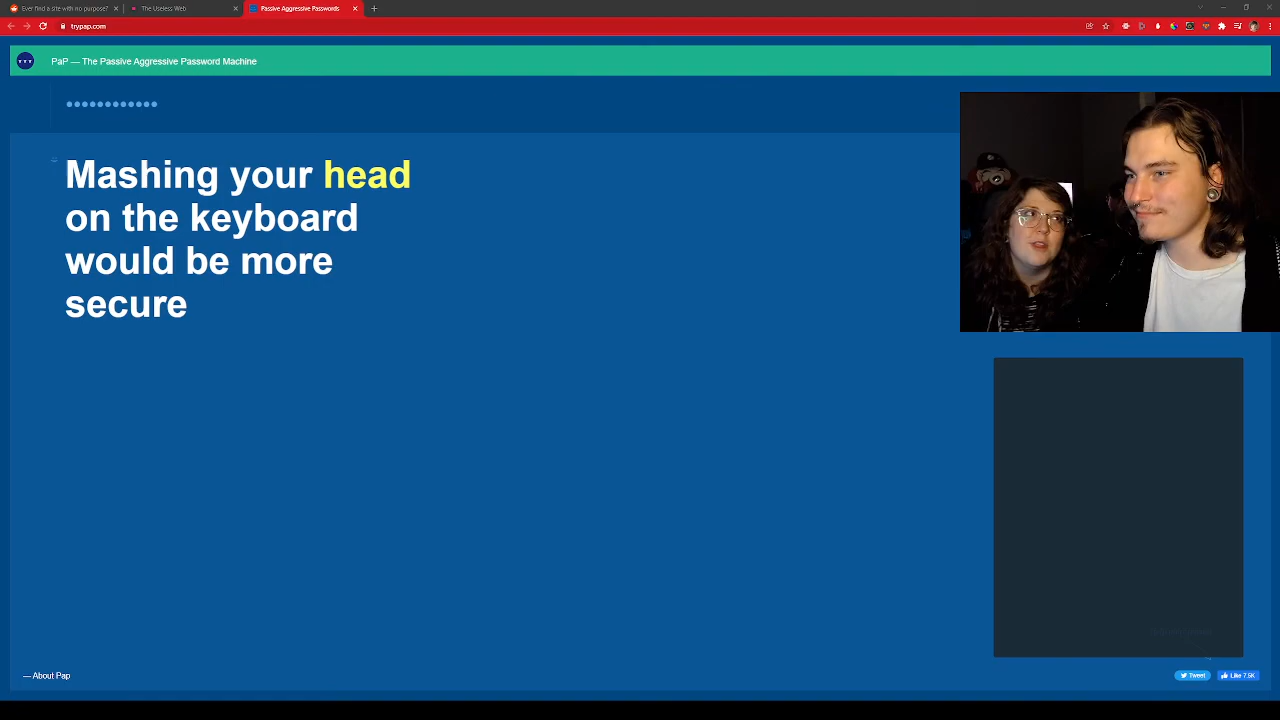 Ever find a site with no purpose?
The Useless Web
Passive Aggressive Passwords
trypap.com
PaP — The Passive Aggressive Password Machine
Mashing your head
on the keyboard
would be more
secure
— About Pap
Tweet
Like 7.5K